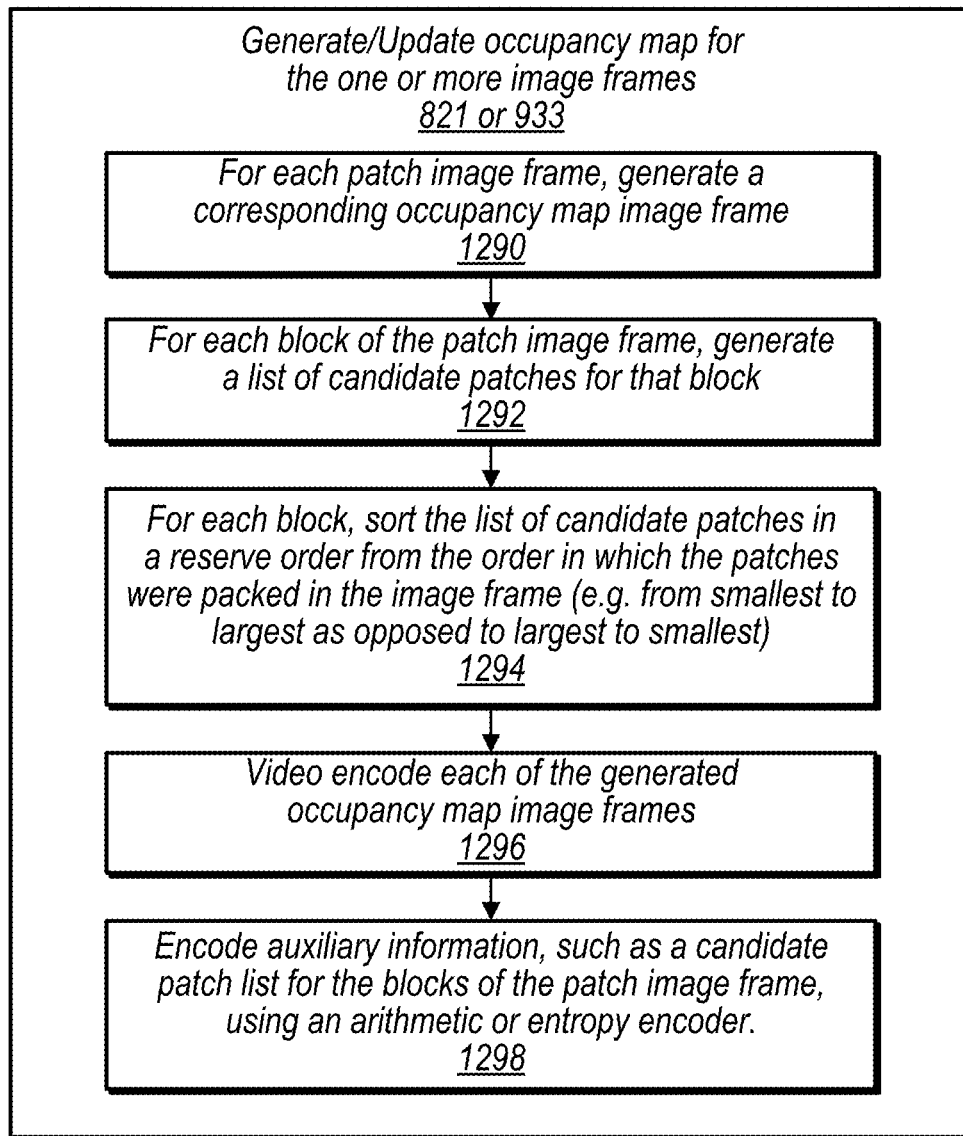 Generate/Update occupancy map for
the one or more image frames
821 or 933
For each patch image frame, generate a
corresponding occupancy map image frame
1290
For each block of the patch image frame, generate
a list of candidate patches for that block
1292
For each block, sort the list of candidate patches in
a reserve order from the order in which the patches
were packed in the image frame (e.g. from smallest to
largest as opposed to largest to smallest)
1294
Video encode each of the generated
occupancy map image frames
1296
Encode auxiliary information, such as a candidate
patch list for the blocks of the patch image frame,
using an arithmetic or entropy encoder.
1298